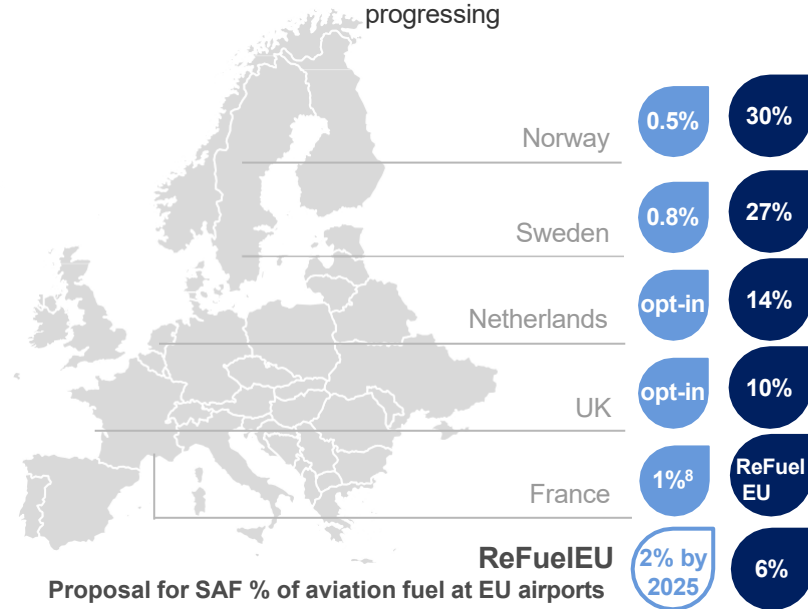 progressing
Norway 0.5% 30%
Sweden 0.8% 27%
Netherlands opt-in 14%
UK opt-in 10%
France 1%⁸ ReFuel
EU
ReFuelEU 2% by
2025 6%
Proposal for SAF % of aviation fuel at EU airports